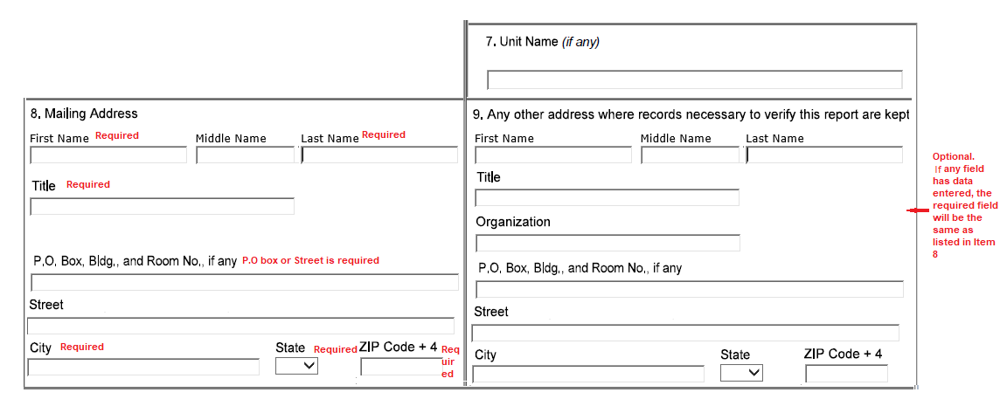 7. Unit Name (if any)
8. Mailing Address
First Name Required Middle Name Last Name Required
Title Required
P.O. Box, Bldg., and Room No., if any P.O box or Street is required
Street
City Required State Required ZIP Code + 4 Req
uir
ed
9. Any other address where records necessary to verify this report are kept
First Name Middle Name Last Name
Title
Organization
P.O. Box, Bldg., and Room No., if any
Street
City State ZIP Code + 4
Optional.
If any field
has data
entered, the
required field
will be the
same as
listed in Item
8